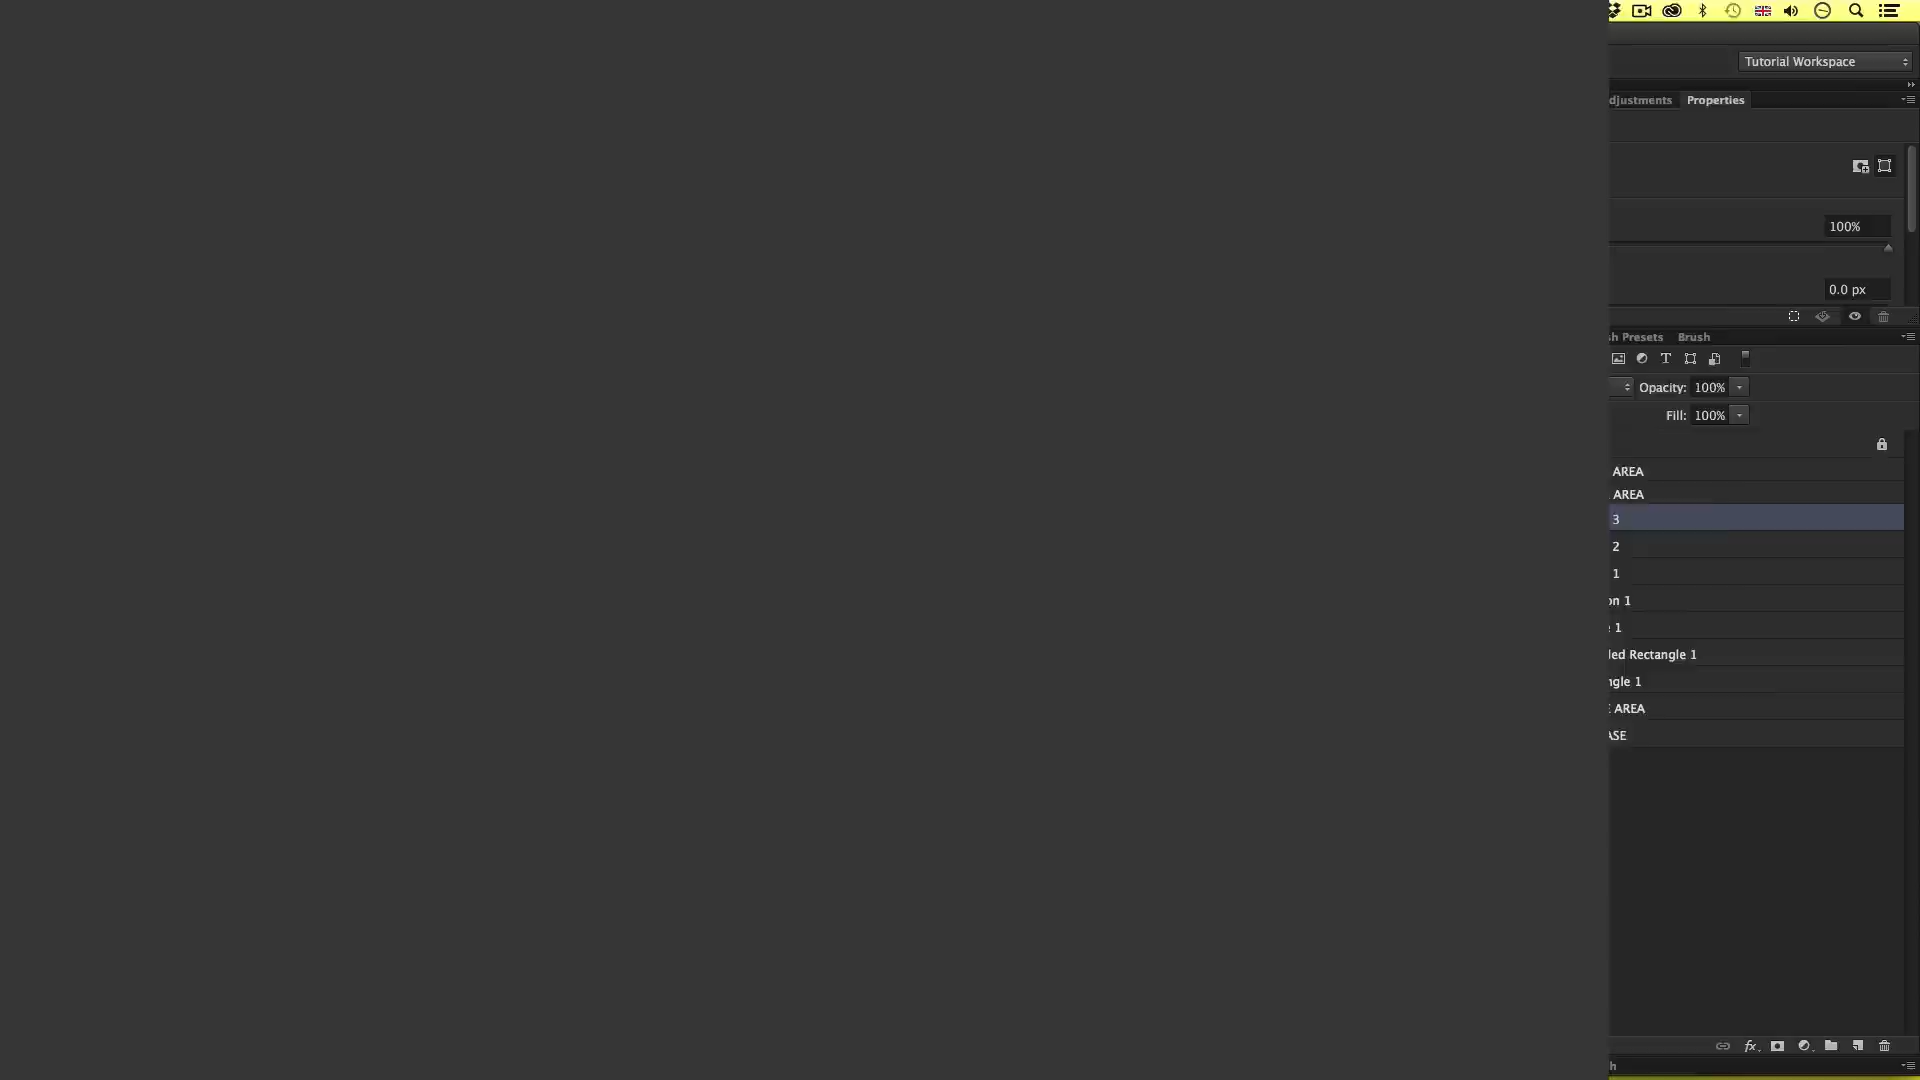 Tutorial Workspace
djustments Properties
100%
0.0 px
h Presets Brush
T
Opacity: 100%
Fill: 100%
AREA
AREA
3
2
1
on 1
1
led Rectangle 1
ngle 1
AREA
ASE
fx
h